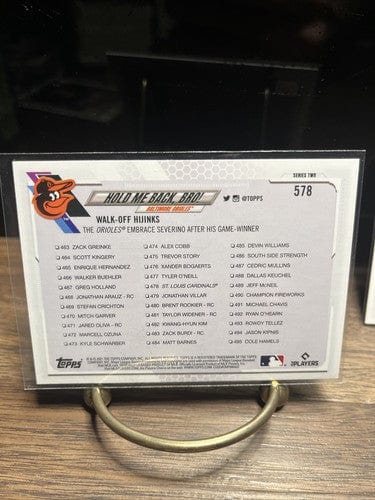 SERIES TWO
578
HOLD ME BACK, BRO!
BALTIMORE ORIOLES®
@TOPPS
WALK-OFF HIJINKS
THE ORIOLES® EMBRACE SEVERINO AFTER HIS GAME-WINNER
463 ZACK GREINKE
464 SCOTT KINGERY
465 ENRIQUE HERNANDEZ
466 WALKER BUEHLER
467 GREG HOLLAND
468 JONATHAN ARAUZ - RC
469 STEFAN CRICHTON
470 MITCH GARVER
471 JARED OLIVA - RC
472 MARCELL OZUNA
473 KYLE SCHWARBER
474 ALEX COBB
475 TREVOR STORY
476 XANDER BOGAERTS
477 TYLER O'NEILL
478 ST. LOUIS CARDINALS®
479 JONATHAN VILLAR
480 BRENT ROOKER - RC
481 TAYLOR WIDENER - RC
482 KWANG-HYUN KIM
483 ZACK BURDI - RC
484 MATT BARNES
485 DEVIN WILLIAMS
486 SOUTH SIDE STRENGTH
487 CEDRIC MULLINS
488 DALLAS KEUCHEL
489 JEFF MCNEIL
490 CHAMPION FIREWORKS
491 MICHAEL CHAVIS
492 RYAN O'HEARN
493 ROWDY TELLEZ
494 JASON KIPNIS
495 COLE HAMELS
Topps
PLAYERS